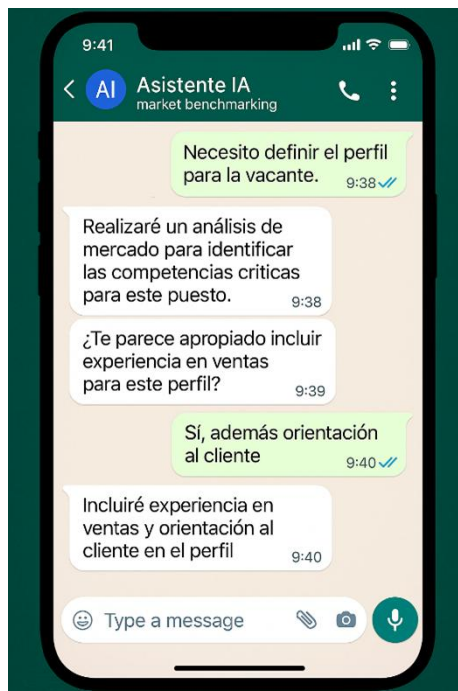 9:41
AI
Asistente IA
market benchmarking
Necesito definir el perfil
para la vacante.
9:38
Realizaré un análisis de
mercado para identificar
las competencias criticas
para este puesto.
9:38
¿Te parece apropiado incluir
experiencia en ventas
para este perfil?
9:39
Sí, además orientación
al cliente
9:40
Incluiré experiencia en
ventas y orientación al
cliente en el perfil
9:40
Type a message